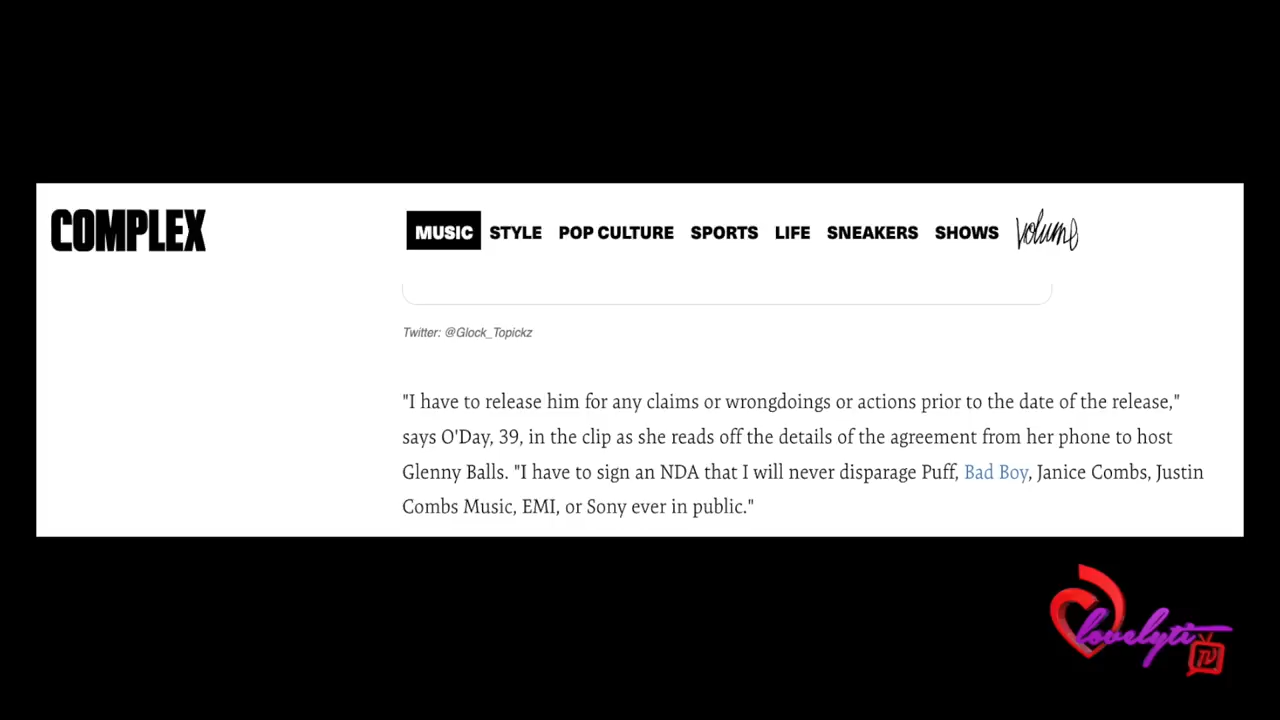 COMPLEX
MUSIC STYLE POP CULTURE SPORTS LIFE SNEAKERS SHOWS Volume
Twitter: @Glock_Topickz
"I have to release him for any claims or wrongdoings or actions prior to the date of the release,"
says O'Day, 39, in the clip as she reads off the details of the agreement from her phone to host
Glenny Balls. "I have to sign an NDA that I will never disparage Puff, Bad Boy, Janice Combs, Justin
Combs Music, EMI, or Sony ever in public."
lovelyti
TV